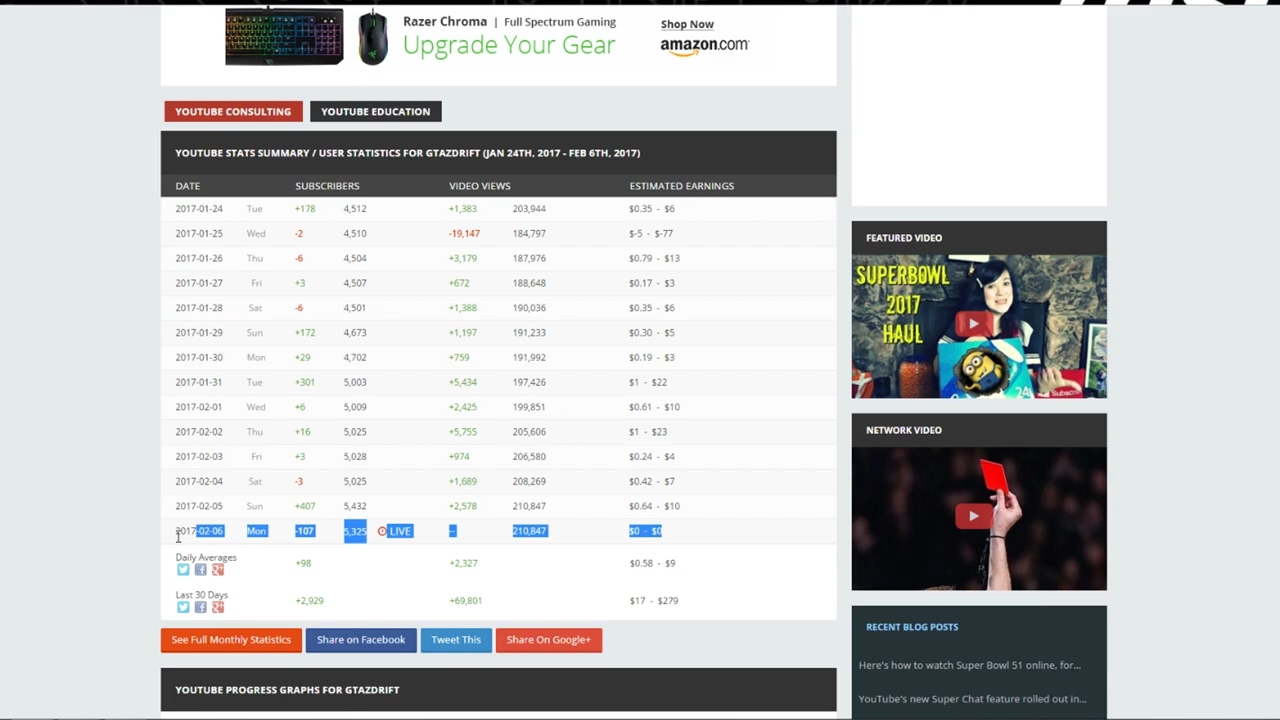 Razer Chroma | Full Spectrum Gaming
Upgrade Your Gear
Shop Now
amazon.com
YOUTUBE CONSULTING YOUTUBE EDUCATION
YOUTUBE STATS SUMMARY / USER STATISTICS FOR GTAZDRIFT (JAN 24TH, 2017 - FEB 6TH, 2017)
DATE SUBSCRIBERS VIDEO VIEWS ESTIMATED EARNINGS
2017-01-24 Tue +178 4,512 +1,383 203,944 $0.35 - $6
2017-01-25 Wed -2 4,510 -19,147 184,797 $-5 - $-77
2017-01-26 Thu -6 4,504 +3,179 187,976 $0.79 - $13
2017-01-27 Fri +3 4,507 +672 188,648 $0.17 - $3
2017-01-28 Sat -6 4,501 +1,388 190,036 $0.35 - $6
2017-01-29 Sun +172 4,673 +1,197 191,233 $0.30 - $5
2017-01-30 Mon +29 4,702 +759 191,992 $0.19 - $3
2017-01-31 Tue +301 5,003 +5,434 197,426 $1 - $22
2017-02-01 Wed +6 5,009 +2,425 199,851 $0.61 - $10
2017-02-02 Thu +16 5,025 +5,755 205,606 $1 - $23
2017-02-03 Fri +3 5,028 +974 206,580 $0.24 - $4
2017-02-04 Sat -3 5,025 +1,689 208,269 $0.42 - $7
2017-02-05 Sun +407 5,432 +2,578 210,847 $0.64 - $10
2017-02-06 Mon -107 5,325 LIVE -- 210,847 $0 - $0
Daily Averages +98 +2,327 $0.58 - $9
Last 30 Days +2,929 +69,801 $17 - $279
See Full Monthly Statistics Share on Facebook Tweet This Share On Google+
YOUTUBE PROGRESS GRAPHS FOR GTAZDRIFT
FEATURED VIDEO
SUPERBOWL
2017
HAUL
Subscri
NETWORK VIDEO
RECENT BLOG POSTS
Here's how to watch Super Bowl 51 online, for...
YouTube's new Super Chat feature rolled out in...